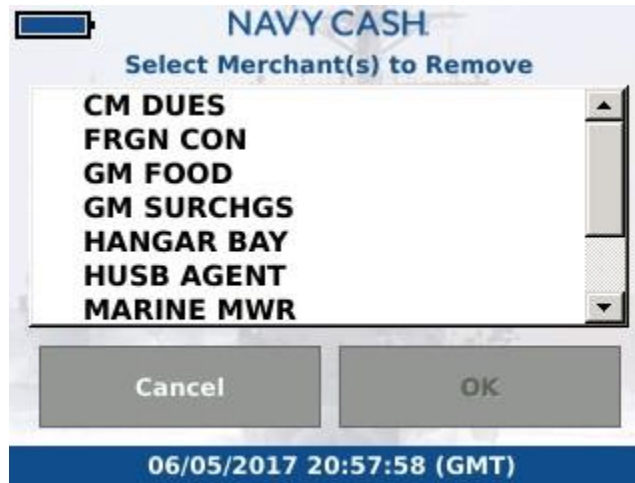 NAVY CASH
Select Merchant(s) to Remove
CM DUES
FRGN CON
GM FOOD
GM SURCHGS
HANGAR BAY
HUSB AGENT
MARINE MWR
Cancel OK
06/05/2017 20:57:58 (GMT)